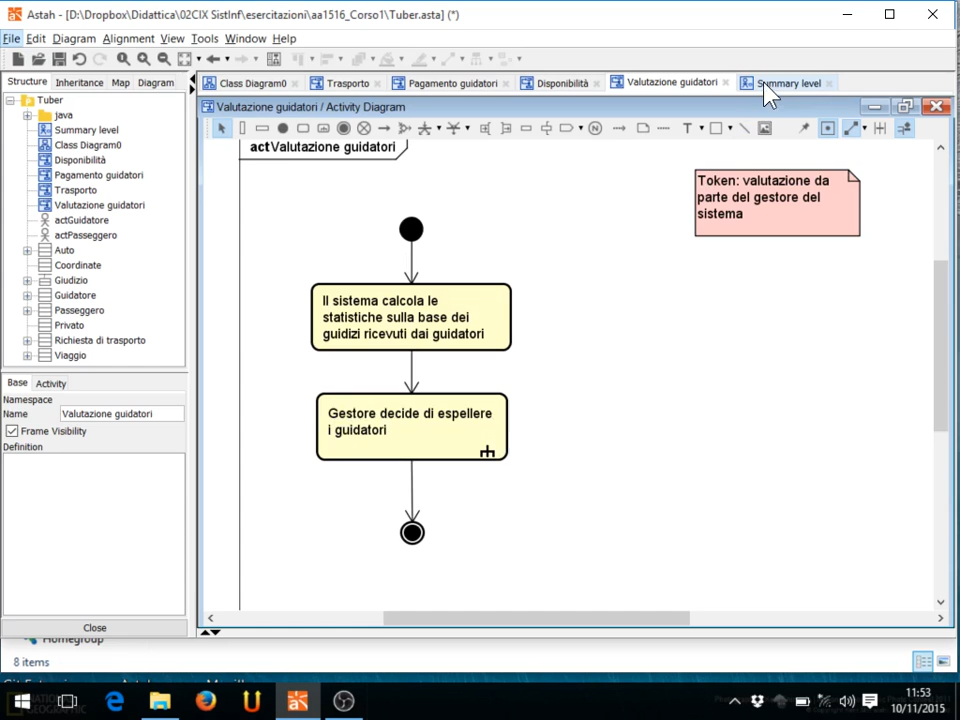 Astah - [D:\Dropbox\Didattica\02CIX SistInf\esercitazioni\aa1516_Corso1\Tuber.asta] (*)
File Edit Diagram Alignment View Tools Window Help
Structure Inheritance Map Diagram
Class Diagram0 Trasporto Pagamento guidatori Disponibilità Valutazione guidatori Summary level
Tuber
java
Summary level
Class Diagram0
Disponibilità
Pagamento guidatori
Trasporto
Valutazione guidatori
actGuidatore
actPasseggero
Auto
Coordinate
Giudizio
Guidatore
Passeggero
Privato
Richiesta di trasporto
Viaggio
Base Activity
Namespace
Name Valutazione guidatori
Frame Visibility
Definition
Close
Valutazione guidatori / Activity Diagram
act Valutazione guidatori
Token: valutazione da
parte del gestore del
sistema
Il sistema calcola le
statistiche sulla base dei
guidizi ricevuti dai guidatori
Gestore decide di espellere
i guidatori
Homegroup
8 items
11:53
10/11/2015